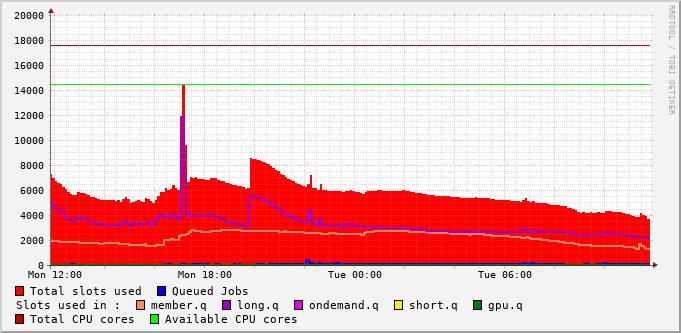 20000
18000
16000
14000
12000
10000
8000
6000
4000
2000
0
Mon 12:00 Mon 18:00 Tue 00:00 Tue 06:00
RRDTOOL / TOBI OETIKER
Total slots used Queued Jobs
Slots used in : member.q long.q ondemand.q short.q gpu.q
Total CPU cores Available CPU cores